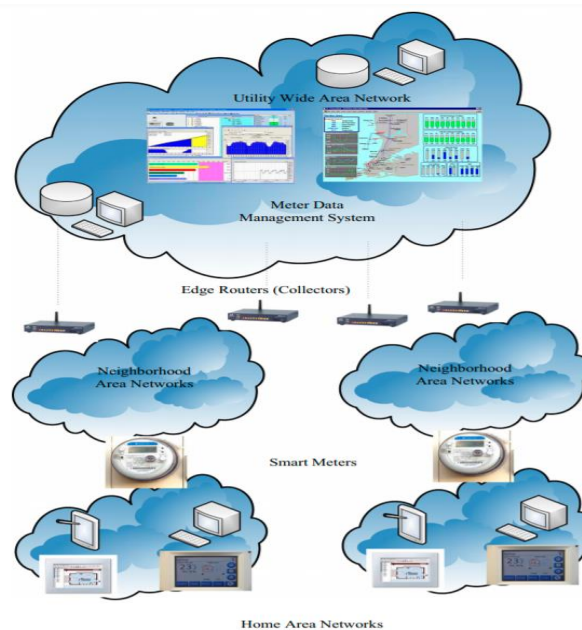 Utility Wide Area Network
Meter Data
Management System
Edge Routers (Collectors)
Neighborhood
Area Networks
Neighborhood
Area Networks
Smart Meters
Home Area Networks